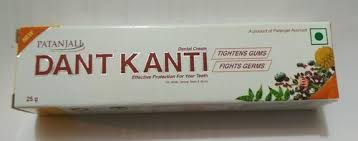 NEW
A product of Patanjali Ayurved
PATANJALI
Dental Cream
DANT KANTI
Effective Protection For Your Teeth
TIGHTENS GUMS
FIGHTS GERMS
25 g